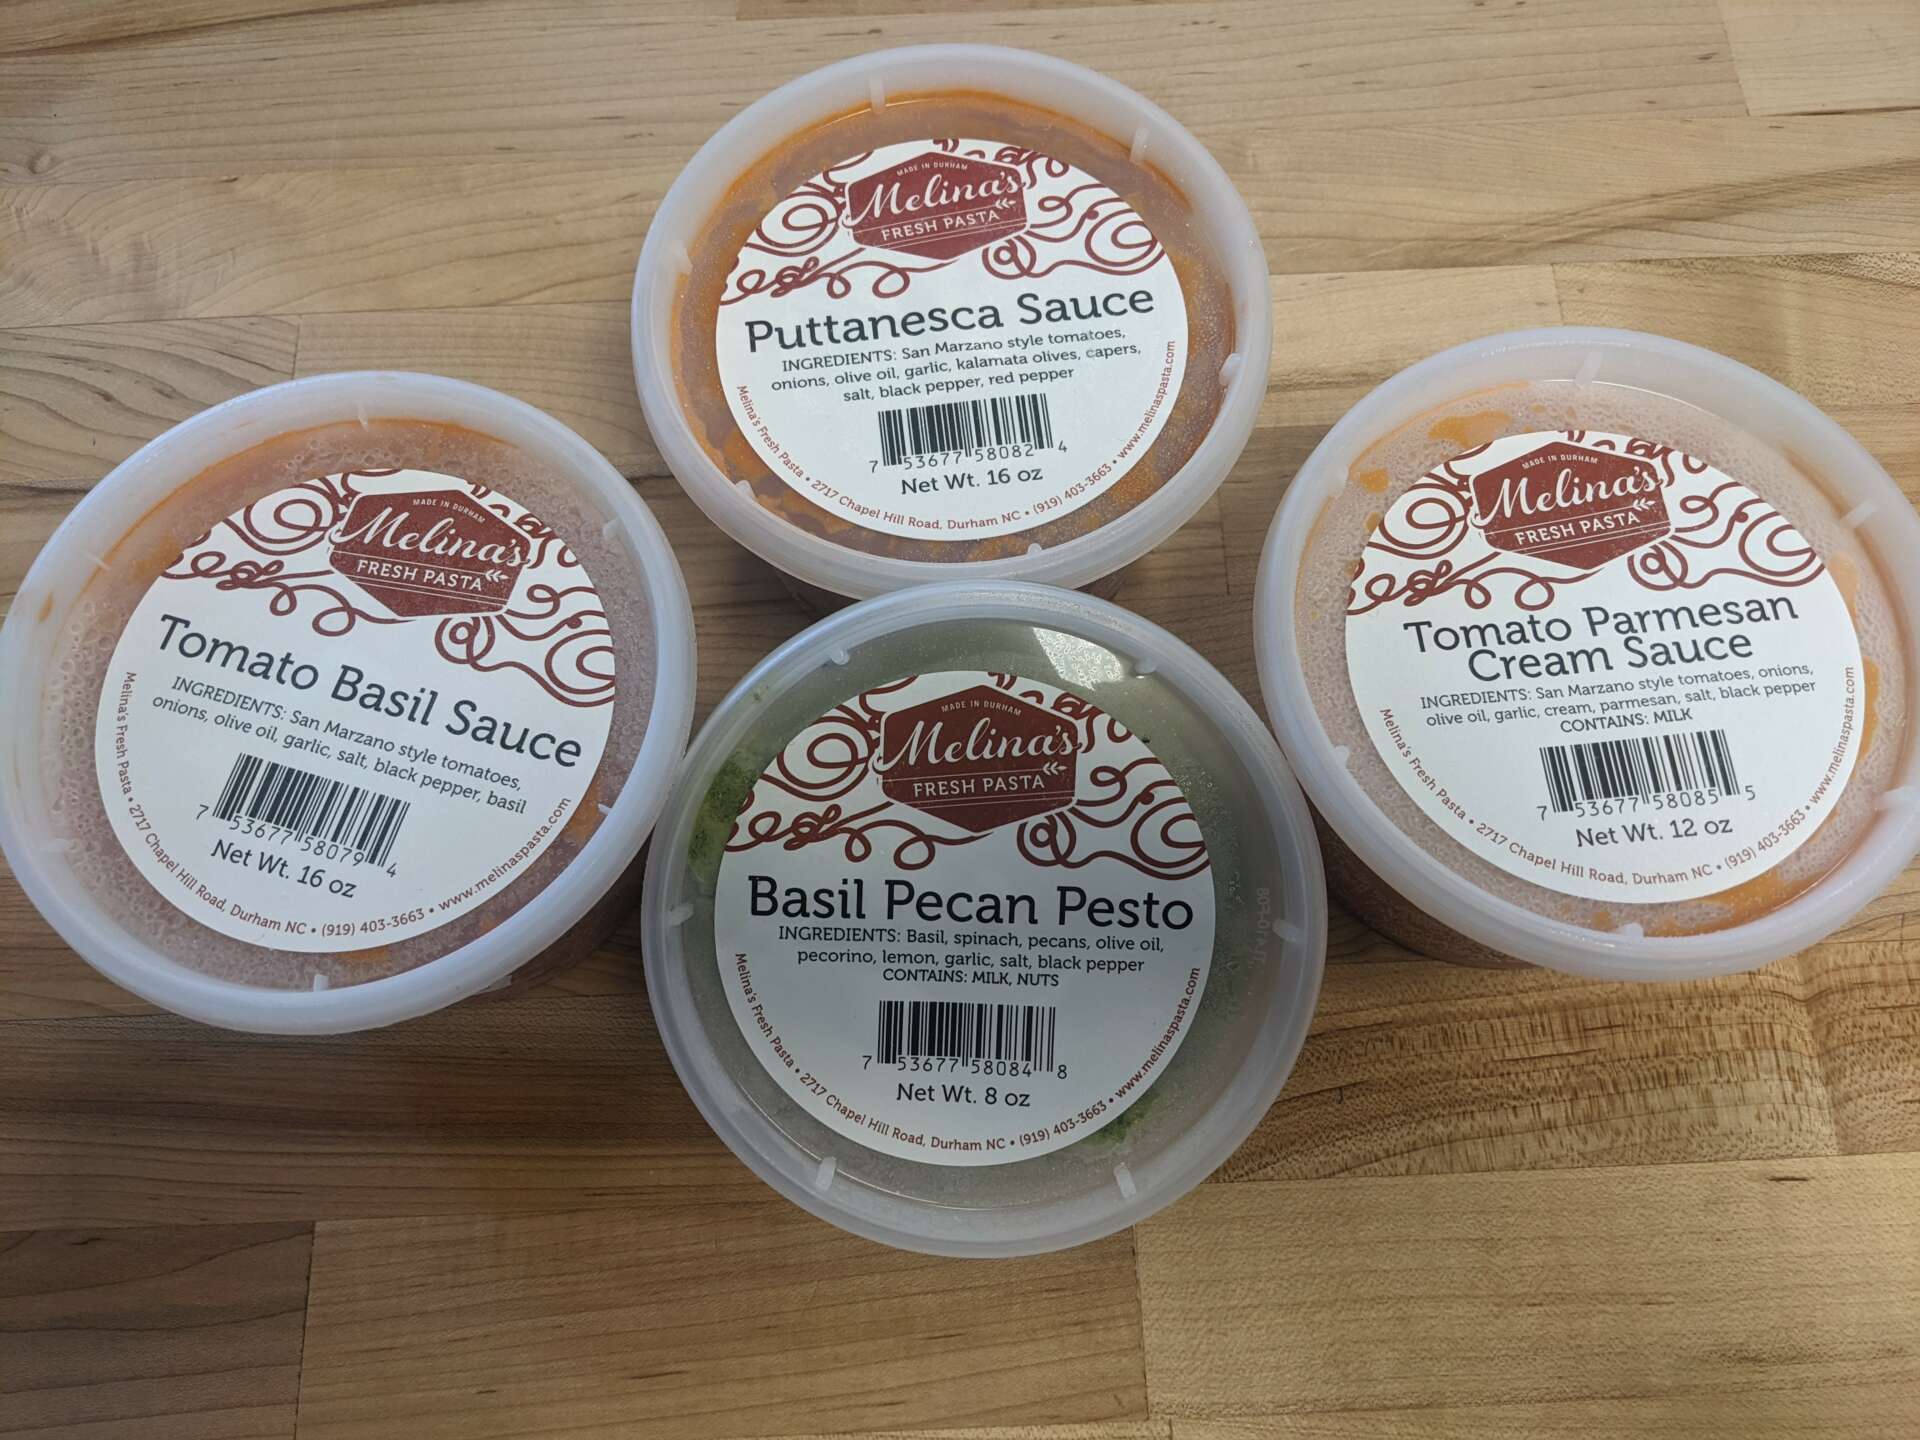 MADE IN DURHAM
Melina's
FRESH PASTA
Puttanesca Sauce
INGREDIENTS: San Marzano style tomatoes,
onions, olive oil, garlic, kalamata olives, capers,
salt, black pepper, red pepper
7 53677 58082 4
Net Wt. 16 oz
Melina's Fresh Pasta • 2717 Chapel Hill Road, Durham NC • (919) 403-3663 • www.melinaspasta.com
MADE IN DURHAM
Melina's
FRESH PASTA
Tomato Basil Sauce
INGREDIENTS: San Marzano style tomatoes,
onions, olive oil, garlic, salt, black pepper, basil
7 53677 58079 4
Net Wt. 16 oz
Melina's Fresh Pasta • 2717 Chapel Hill Road, Durham NC • (919) 403-3663 • www.melinaspasta.com
MADE IN DURHAM
Melina's
FRESH PASTA
Tomato Parmesan
Cream Sauce
INGREDIENTS: San Marzano style tomatoes, onions,
olive oil, garlic, cream, parmesan, salt, black pepper
CONTAINS: MILK
7 53677 58085 5
Net Wt. 12 oz
Melina's Fresh Pasta • 2717 Chapel Hill Road, Durham NC • (919) 403-3663 • www.melinaspasta.com
MADE IN DURHAM
Melina's
FRESH PASTA
Basil Pecan Pesto
INGREDIENTS: Basil, spinach, pecans, olive oil,
pecorino, lemon, garlic, salt, black pepper
CONTAINS: MILK, NUTS
7 53677 58084 8
Net Wt. 8 oz
Melina's Fresh Pasta • 2717 Chapel Hill Road, Durham NC • (919) 403-3663 • www.melinaspasta.com